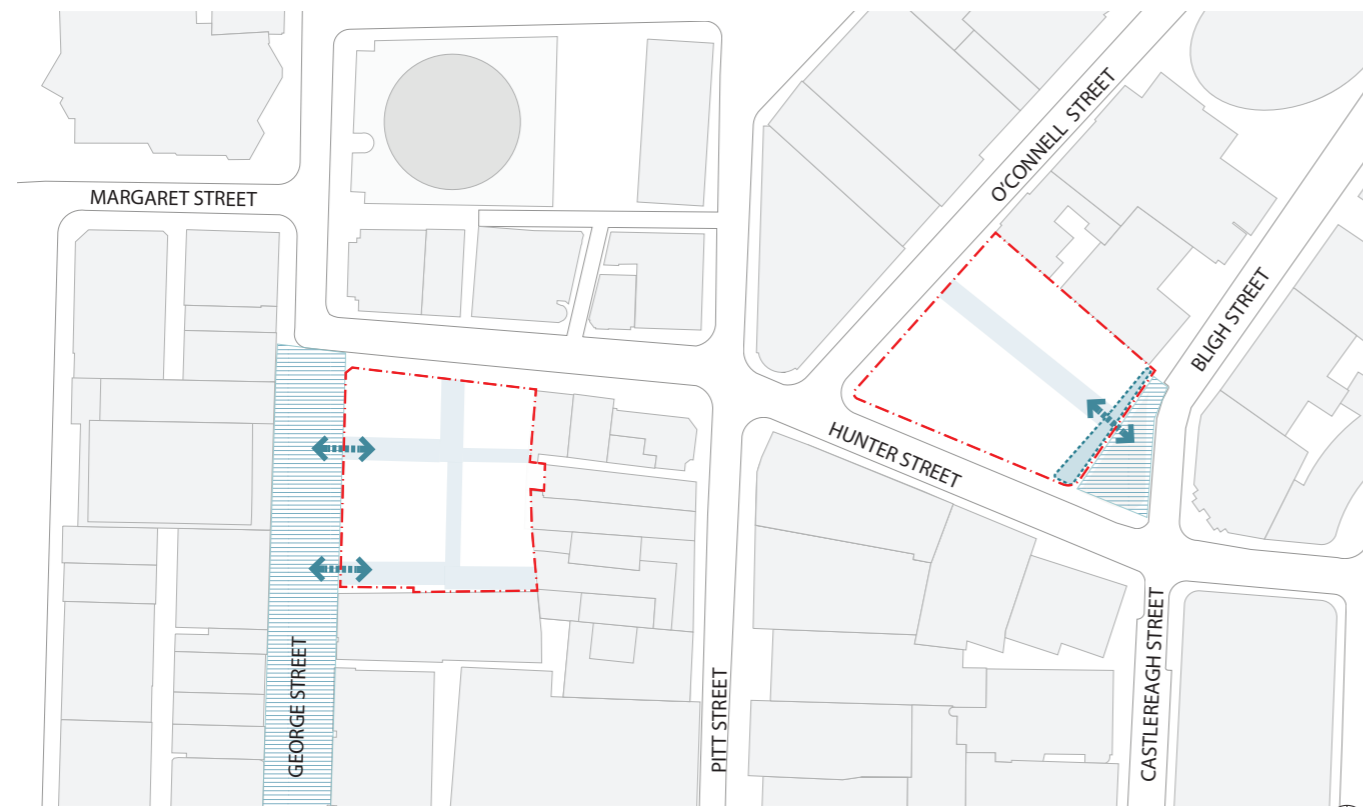 MARGARET STREET
O'CONNELL STREET
BLIGH STREET
HUNTER STREET
GEORGE STREET
PITT STREET
CASTLEREAGH STREET